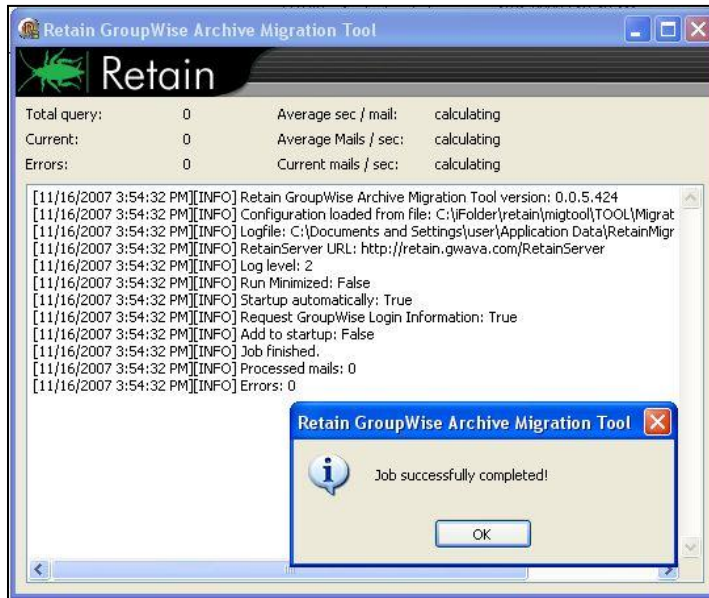 Retain GroupWise Archive Migration Tool
Retain
Total query: 0 Average sec / mail: calculating
Current: 0 Average Mails / sec: calculating
Errors: 0 Current mails / sec: calculating
[11/16/2007 3:54:32 PM][INFO] Retain GroupWise Archive Migration Tool version: 0.0.5.424
[11/16/2007 3:54:32 PM][INFO] Configuration loaded from file: C:\iFolder\retain\migtool\TOOL\Migrat
[11/16/2007 3:54:32 PM][INFO] Logfile: C:\Documents and Settings\user\Application Data\RetainMigr
[11/16/2007 3:54:32 PM][INFO] RetainServer URL: http://retain.gwava.com/RetainServer
[11/16/2007 3:54:32 PM][INFO] Log level: 2
[11/16/2007 3:54:32 PM][INFO] Run Minimized: False
[11/16/2007 3:54:32 PM][INFO] Startup automatically: True
[11/16/2007 3:54:32 PM][INFO] Request GroupWise Login Information: True
[11/16/2007 3:54:32 PM][INFO] Add to startup: False
[11/16/2007 3:54:32 PM][INFO] Job finished.
[11/16/2007 3:54:32 PM][INFO] Processed mails: 0
[11/16/2007 3:54:32 PM][INFO] Errors: 0
Retain GroupWise Archive Migration Tool
Job successfully completed!
OK